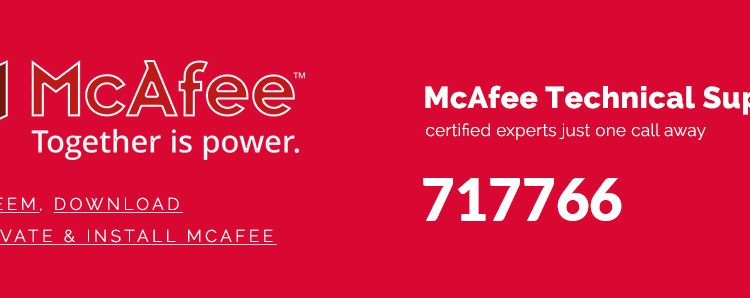 McAfee™
Together is power.
EEM, DOWNLOAD
VATE & INSTALL MCAFEE
McAfee Technical Sup
certified experts just one call away
717766